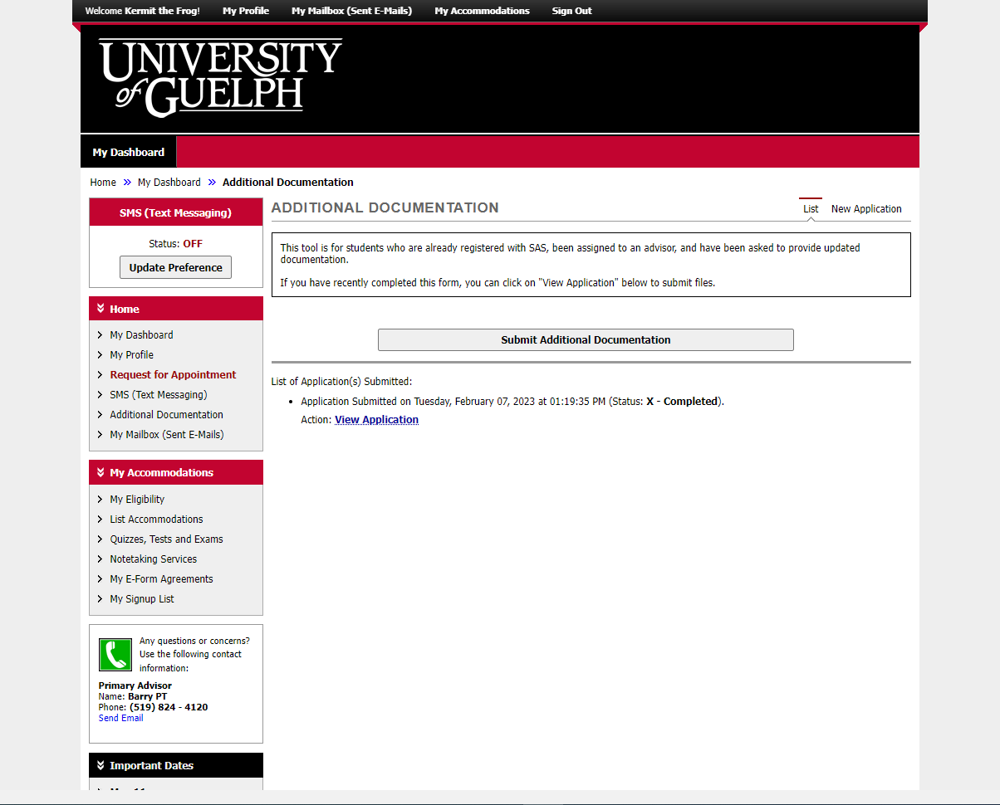 Welcome Kermit the Frog! My Profile My Mailbox (Sent E-Mails) My Accommodations Sign Out
UNIVERSITY
of GUELPH
My Dashboard
Home » My Dashboard » Additional Documentation
SMS (Text Messaging)
Status: OFF
Update Preference
Home
My Dashboard
My Profile
Request for Appointment
SMS (Text Messaging)
Additional Documentation
My Mailbox (Sent E-Mails)
My Accommodations
My Eligibility
List Accommodations
Quizzes, Tests and Exams
Notetaking Services
My E-Form Agreements
My Signup List
Any questions or concerns?
Use the following contact
information:
Primary Advisor
Name: Barry PT
Phone: (519) 824 - 4120
Send Email
Important Dates
ADDITIONAL DOCUMENTATION
List New Application
This tool is for students who are already registered with SAS, been assigned to an advisor, and have been asked to provide updated
documentation.
If you have recently completed this form, you can click on "View Application" below to submit files.
Submit Additional Documentation
List of Application(s) Submitted:
• Application Submitted on Tuesday, February 07, 2023 at 01:19:35 PM (Status: X - Completed).
Action: View Application